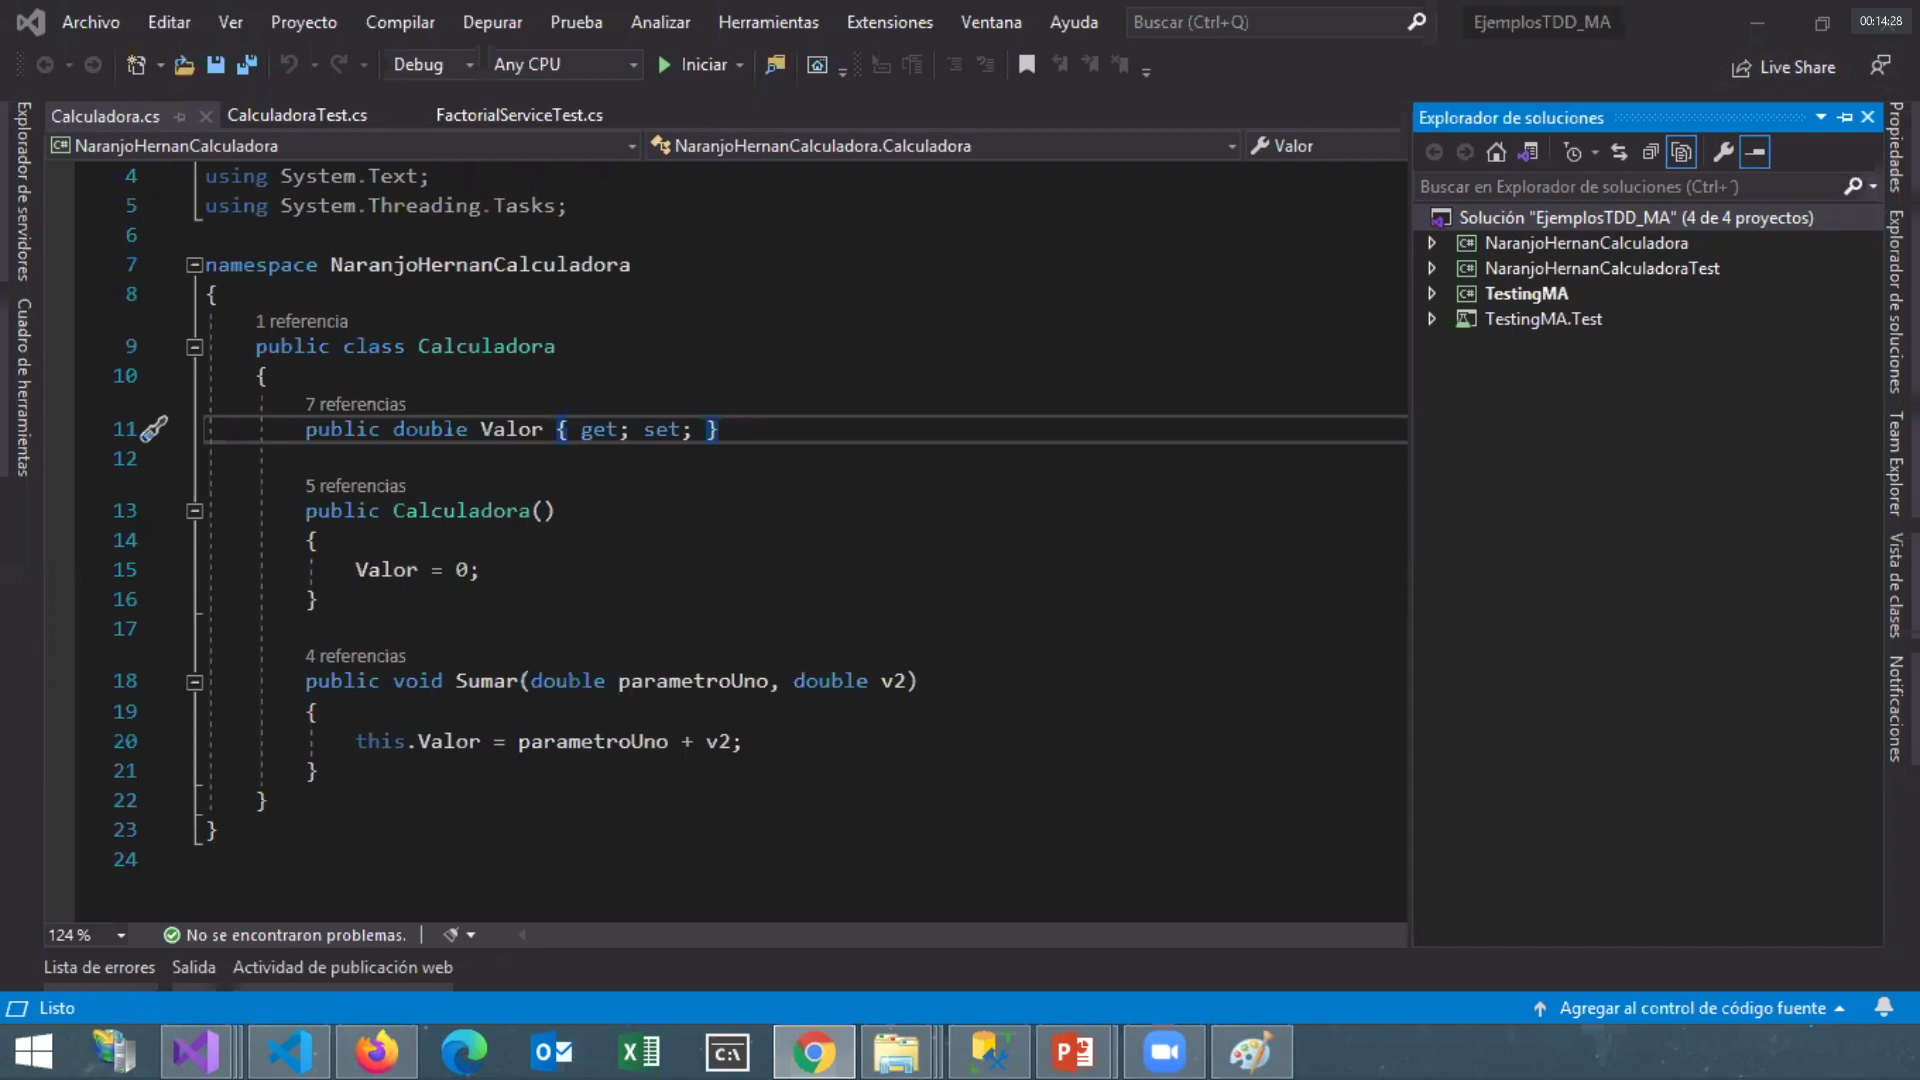 Archivo Editar Ver Proyecto Compilar Depurar Prueba Analizar Herramientas Extensiones Ventana Ayuda Buscar (Ctrl+Q) EjemplosTDD_MA 00:14:28
Debug Any CPU Iniciar Live Share
Calculadora.cs CalculadoraTest.cs FactorialServiceTest.cs
NaranjoHernanCalculadora NaranjoHernanCalculadora.Calculadora Valor
4 using System.Text;
5 using System.Threading.Tasks;
6
7 namespace NaranjoHernanCalculadora
8 {
1 referencia
9 public class Calculadora
10 {
7 referencias
11 public double Valor { get; set; }
12
5 referencias
13 public Calculadora()
14 {
15 Valor = 0;
16 }
17
4 referencias
18 public void Sumar(double parametroUno, double v2)
19 {
20 this.Valor = parametroUno + v2;
21 }
22 }
23 }
24
124 % No se encontraron problemas.
Lista de errores Salida Actividad de publicación web
Listo Agregar al control de código fuente
Explorador de servidores
Cuadro de herramientas
Explorador de soluciones
Buscar en Explorador de soluciones (Ctrl+´)
Solución "EjemplosTDD_MA" (4 de 4 proyectos)
C# NaranjoHernanCalculadora
C# NaranjoHernanCalculadoraTest
C# TestingMA
TestingMA.Test
Propiedades
Explorador de soluciones
Team Explorer
Vista de clases
Notificaciones